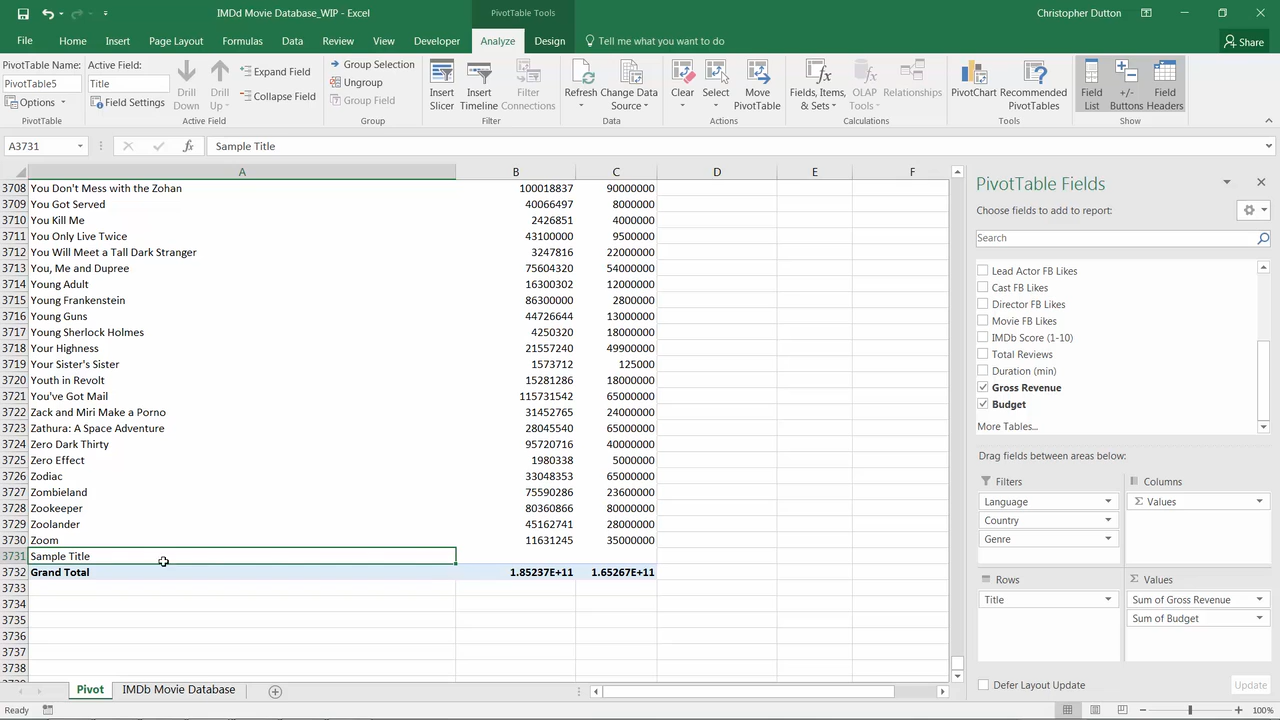 IMDd Movie Database_WIP - Excel
PivotTable Tools
Christopher Dutton
File Home Insert Page Layout Formulas Data Review View Developer Analyze Design Tell me what you want to do Share
PivotTable Name:
PivotTable5
Options
PivotTable
Active Field:
Title
Field Settings
Drill Down
Drill Up
Expand Field
Collapse Field
Active Field
Group Selection
Ungroup
Group Field
Group
Insert Slicer
Insert Timeline
Filter Connections
Filter
Refresh
Change Data Source
Data
Clear
Select
Move PivotTable
Actions
Fields, Items, & Sets
OLAP Tools
Relationships
Calculations
PivotChart
Recommended PivotTables
Tools
Field List
+/- Buttons
Field Headers
Show
A3731
fx
Sample Title
A B C D E F
3708 You Don't Mess with the Zohan 100018837 90000000
3709 You Got Served 40066497 8000000
3710 You Kill Me 2426851 4000000
3711 You Only Live Twice 43100000 9500000
3712 You Will Meet a Tall Dark Stranger 3247816 22000000
3713 You, Me and Dupree 75604320 54000000
3714 Young Adult 16300302 12000000
3715 Young Frankenstein 86300000 2800000
3716 Young Guns 44726644 13000000
3717 Young Sherlock Holmes 4250320 18000000
3718 Your Highness 21557240 49900000
3719 Your Sister's Sister 1573712 125000
3720 Youth in Revolt 15281286 18000000
3721 You've Got Mail 115731542 65000000
3722 Zack and Miri Make a Porno 31452765 24000000
3723 Zathura: A Space Adventure 28045540 65000000
3724 Zero Dark Thirty 95720716 40000000
3725 Zero Effect 1980338 5000000
3726 Zodiac 33048353 65000000
3727 Zombieland 75590286 23600000
3728 Zookeeper 80360866 80000000
3729 Zoolander 45162741 28000000
3730 Zoom 11631245 35000000
3731 Sample Title
3732 Grand Total 1.85237E+11 1.65267E+11
3733
3734
3735
3736
3737
3738
PivotTable Fields
Choose fields to add to report:
Search
Lead Actor FB Likes
Cast FB Likes
Director FB Likes
Movie FB Likes
IMDb Score (1-10)
Total Reviews
Duration (min)
Gross Revenue
Budget
More Tables...
Drag fields between areas below:
Filters
Language
Country
Genre
Columns
Σ Values
Rows
Title
Σ Values
Sum of Gross Revenue
Sum of Budget
Defer Layout Update
Update
Pivot
IMDb Movie Database
Ready
100%